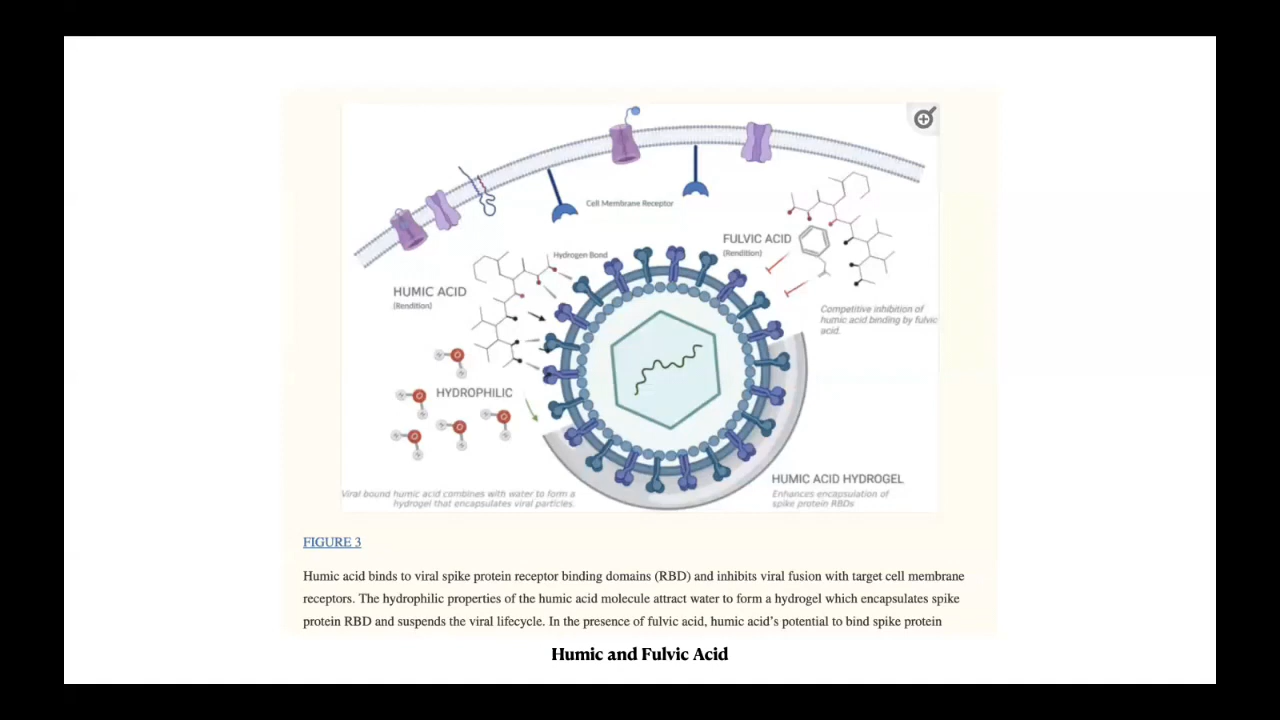 Cell Membrane Receptor
FULVIC ACID
(Rendition)
Hydrogen Bond
HUMIC ACID
(Rendition)
Competitive inhibition of
humic acid binding by fulvic
acid.
HYDROPHILIC
HUMIC ACID HYDROGEL
Enhances encapsulation of
spike protein RBDs
Viral bound humic acid combines with water to form a
hydrogel that encapsulates viral particles.
FIGURE 3
Humic acid binds to viral spike protein receptor binding domains (RBD) and inhibits viral fusion with target cell membrane
receptors. The hydrophilic properties of the humic acid molecule attract water to form a hydrogel which encapsulates spike
protein RBD and suspends the viral lifecycle. In the presence of fulvic acid, humic acid’s potential to bind spike protein
Humic and Fulvic Acid